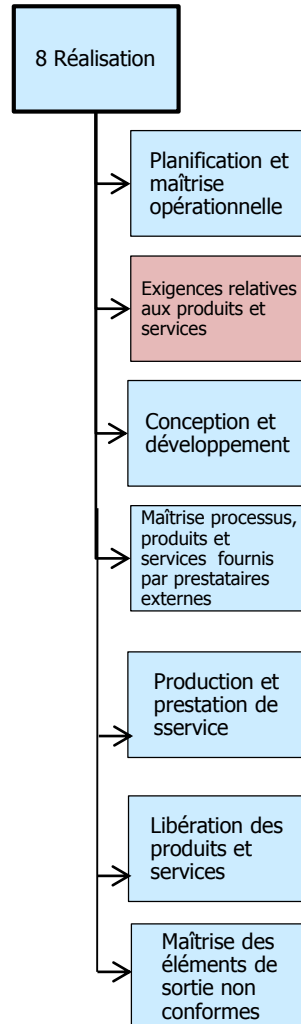 8 Réalisation
Planification et
maîtrise
opérationnelle
Exigences relatives
aux produits et
services
Conception et
développement
Maîtrise processus,
produits et
services fournis
par prestataires
externes
Production et
prestation de
sservice
Libération des
produits et
services
Maîtrise des
éléments de
sortie non
conformes